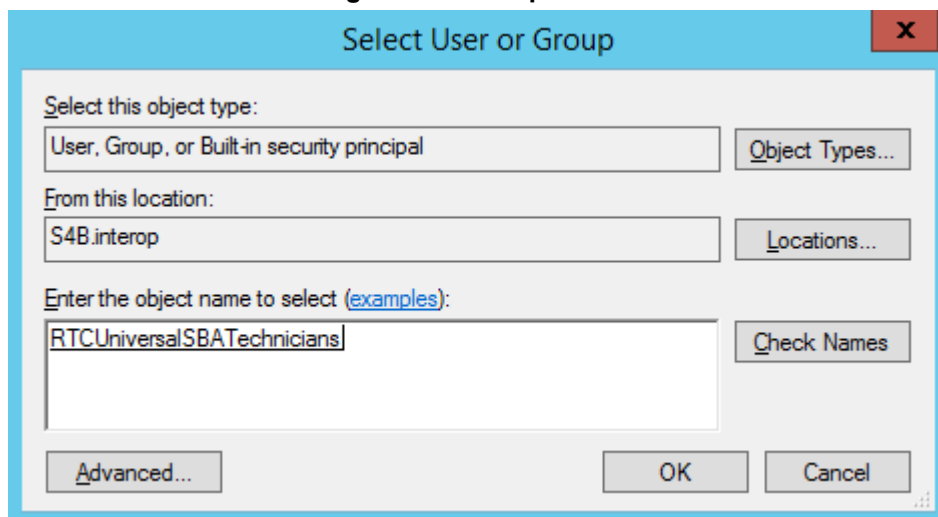 Select User or Group
x
Select this object type:
User, Group, or Built-in security principal
Object Types...
From this location:
S4B.interop
Locations...
Enter the object name to select (examples):
RTCUniversalSBATechnicians
Check Names
Advanced...
OK
Cancel